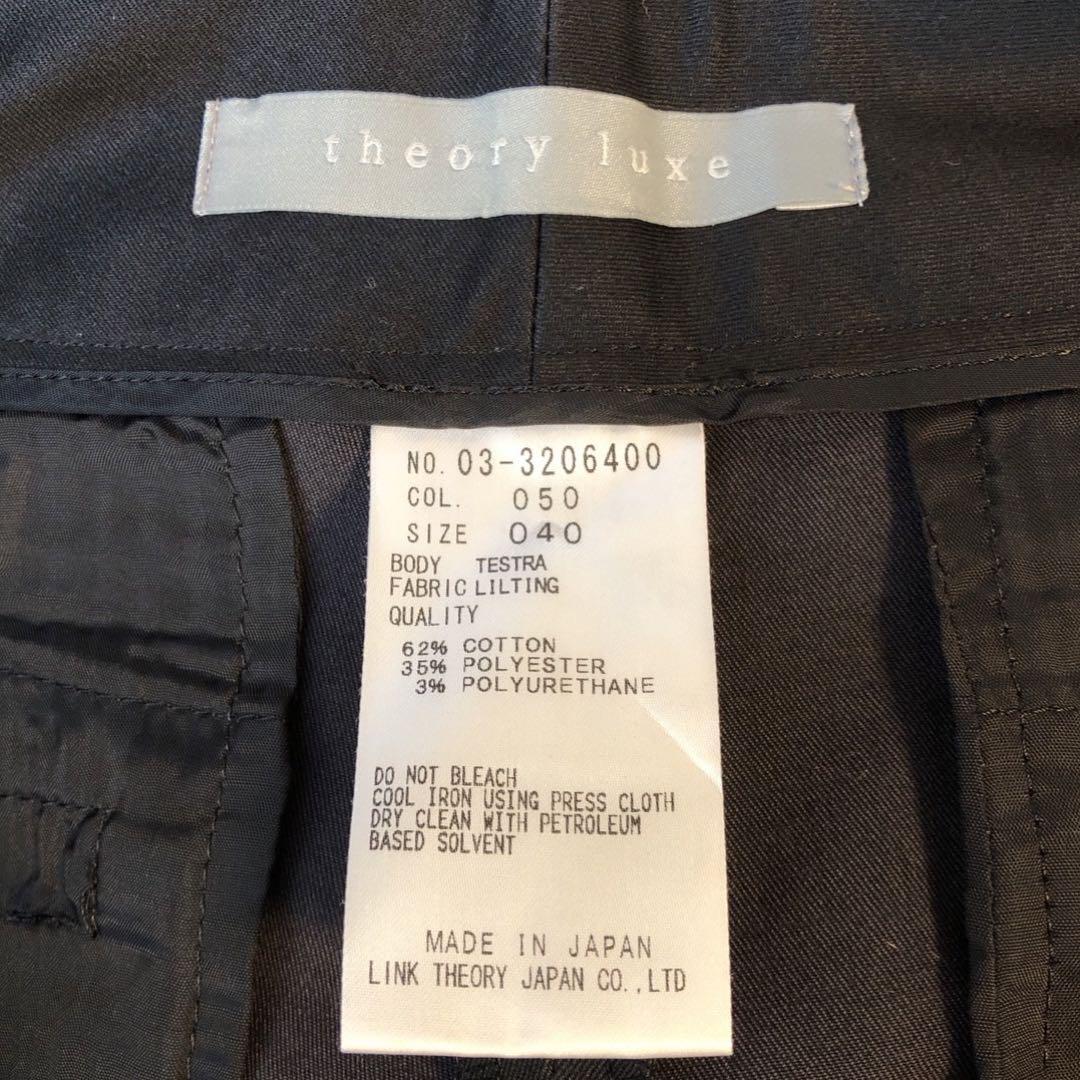 theory luxe
NO. 03-3206400
COL. 050
SIZE 040
BODY TESTRA
FABRIC LILTING
QUALITY
62% COTTON
35% POLYESTER
3% POLYURETHANE
DO NOT BLEACH
COOL IRON USING PRESS CLOTH
DRY CLEAN WITH PETROLEUM
BASED SOLVENT
MADE IN JAPAN
LINK THEORY JAPAN CO., LTD